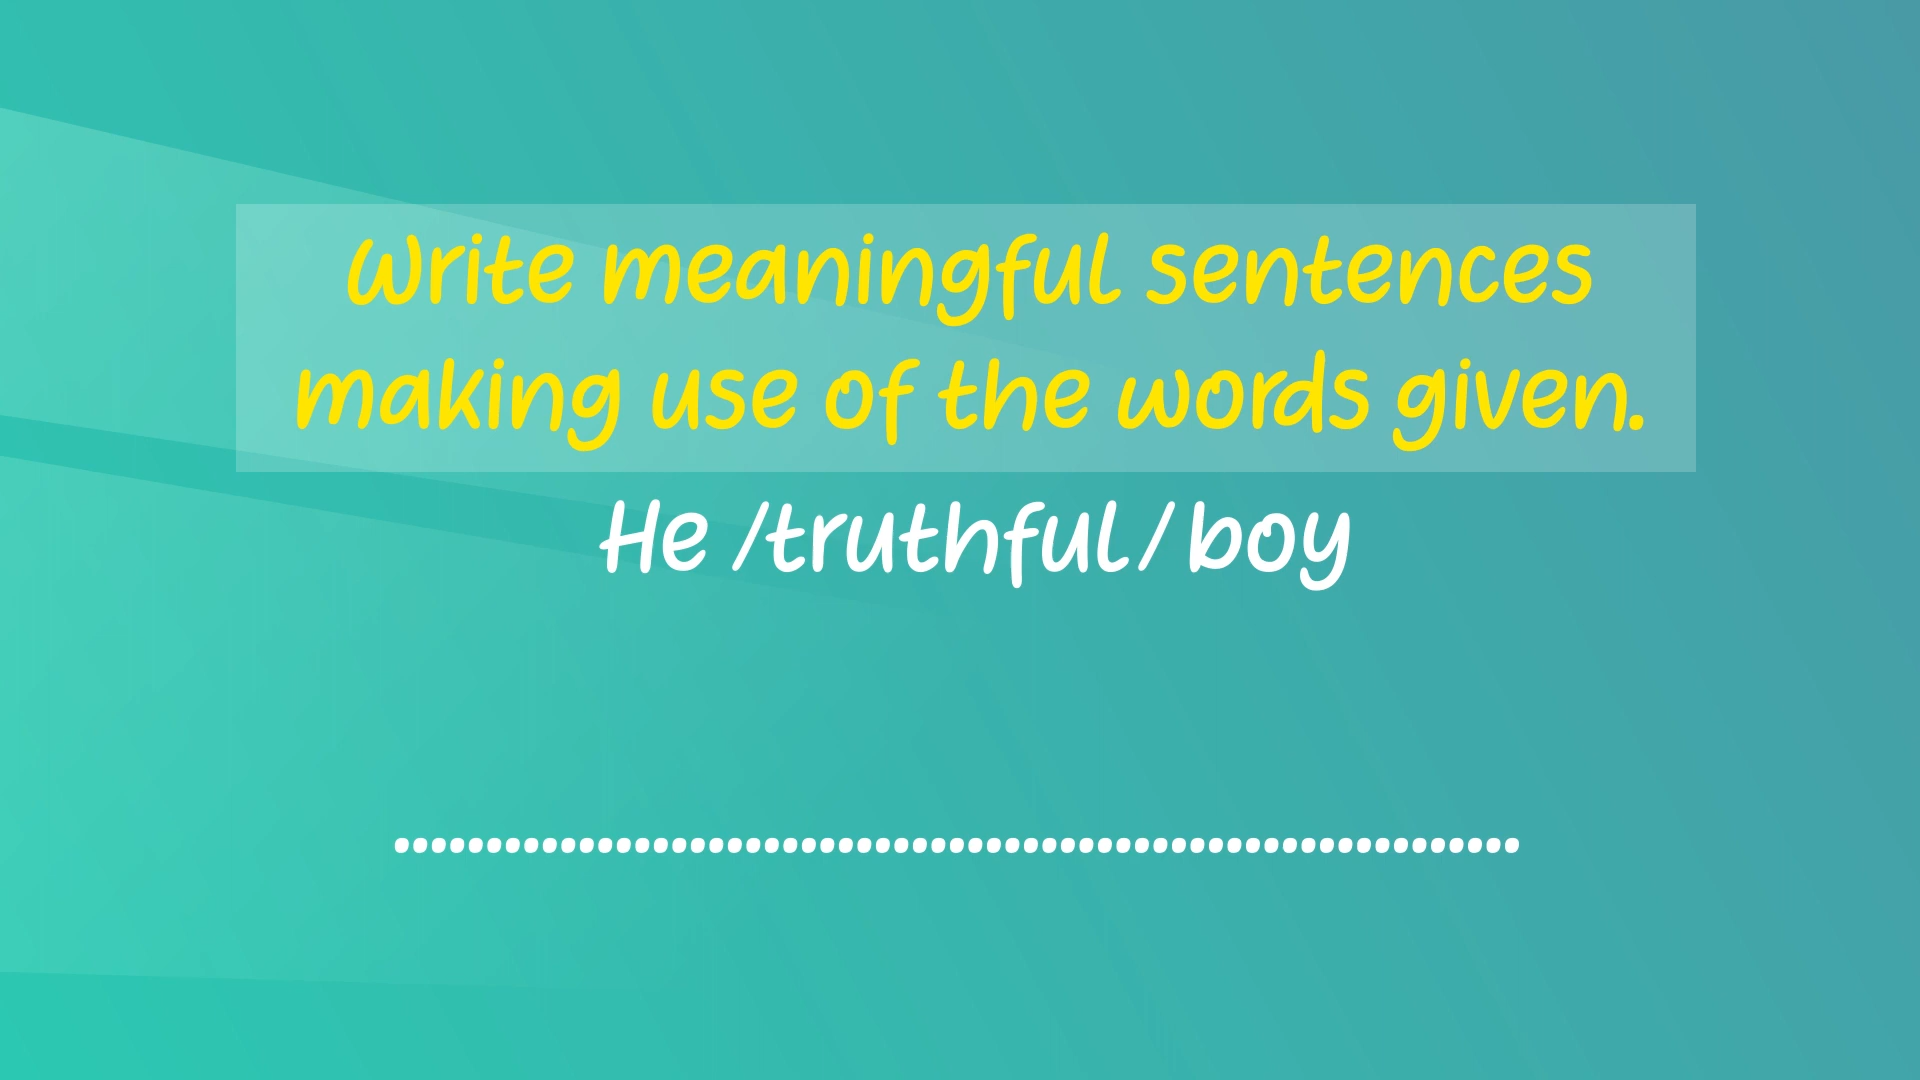 Write meaningful sentences
making use of the words given.
He /truthful/ boy
.............................................................